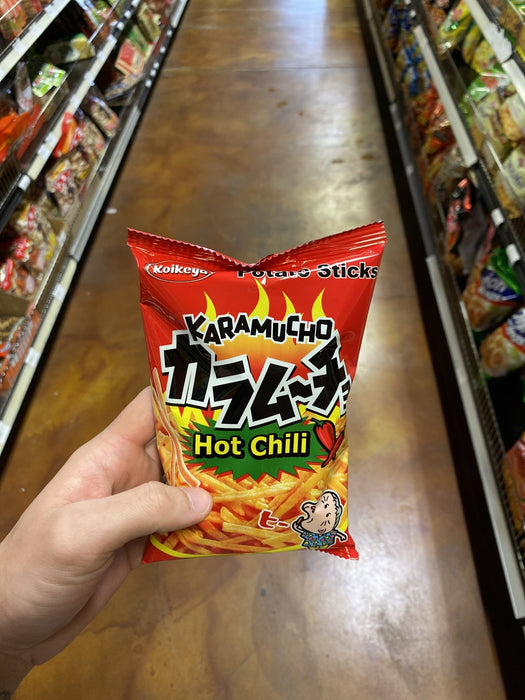 Koikeya
Potato Sticks
KARAMUCHO
カラムーチョ
Hot Chili
ヒー